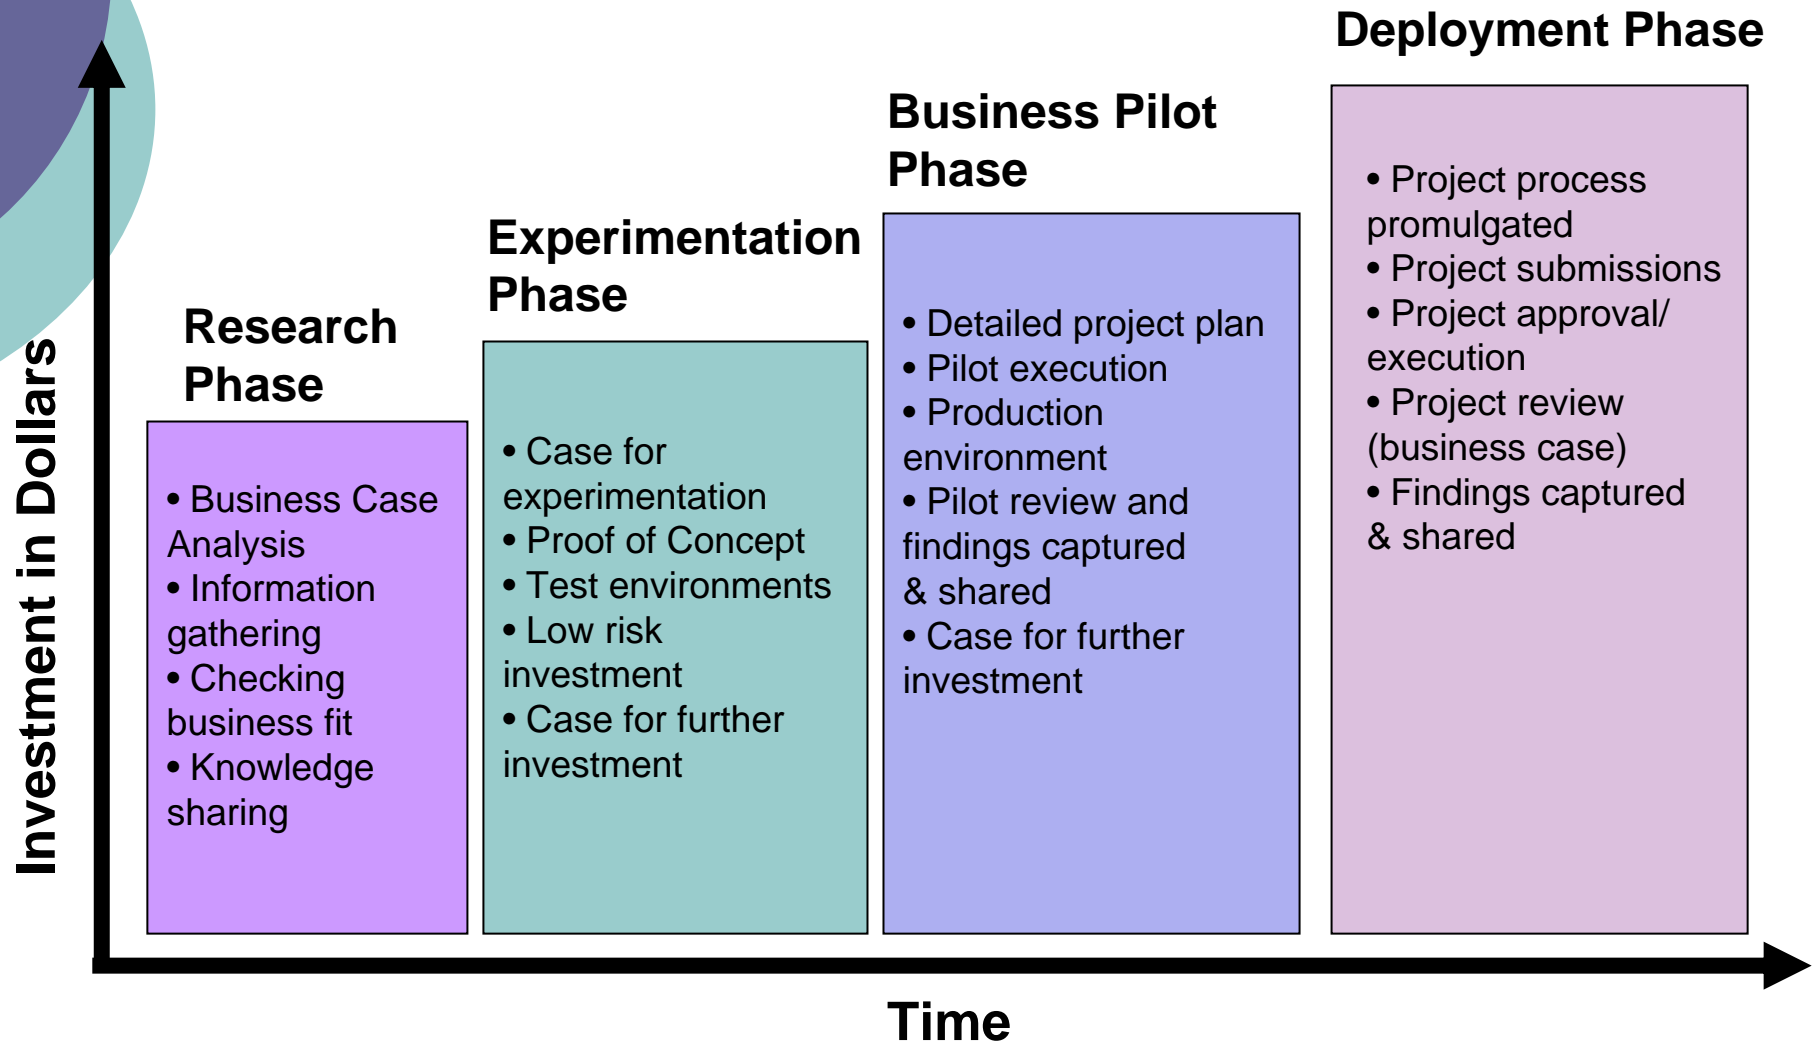 Deployment Phase
Business Pilot
Phase
Experimentation
Phase
Research
Phase
Investment in Dollars
• Business Case
Analysis
• Information
gathering
• Checking
business fit
• Knowledge
sharing
• Case for
experimentation
• Proof of Concept
• Test environments
• Low risk
investment
• Case for further
investment
• Detailed project plan
• Pilot execution
• Production
environment
• Pilot review and
findings captured
& shared
• Case for further
investment
• Project process
promulgated
• Project submissions
• Project approval/
execution
• Project review
(business case)
• Findings captured
& shared
Time